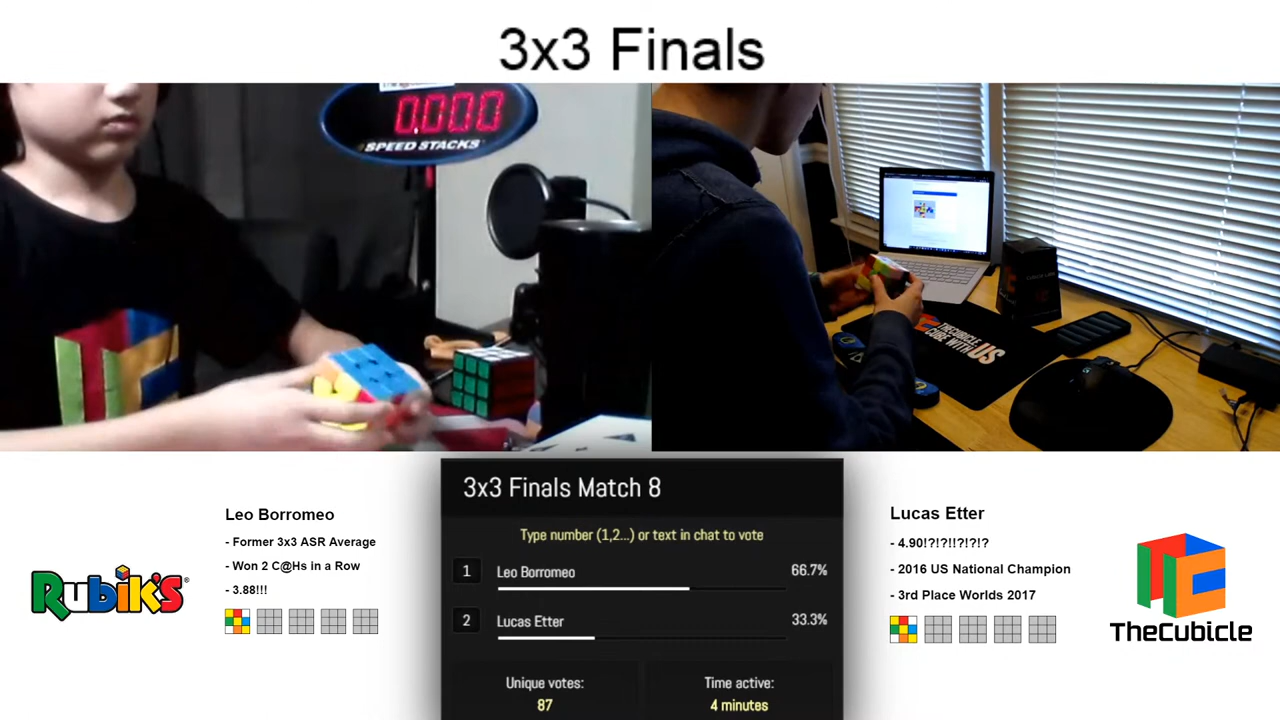 3x3 Finals
0.000
SPEED STACKS
THECUBICLE
CUBE WITH US
3x3 Finals Match 8
Type number (1,2...) or text in chat to vote
1 Leo Borromeo 66.7%
2 Lucas Etter 33.3%
Unique votes: Time active:
87 4 minutes
Leo Borromeo
- Former 3x3 ASR Average
- Won 2 C@Hs in a Row
- 3.88!!!
RUBIK'S®
Lucas Etter
- 4.90!?!?!!?!?!?
- 2016 US National Champion
- 3rd Place Worlds 2017
TheCubicle